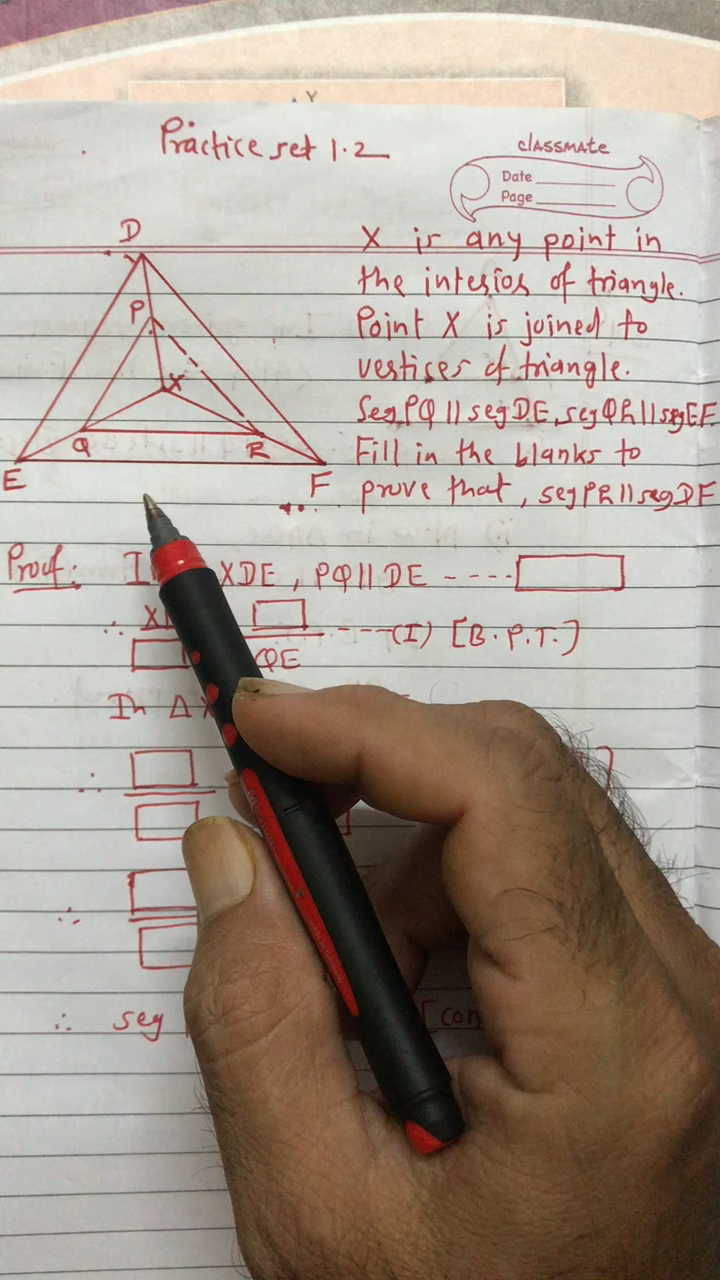 Y
Practice set 1.2
classmate
Date
Page
D
P
X
Q
R
E
F
X is any point in
the interior of triangle.
Point X is joined to
vertices of triangle.
Seg PQ || seg DE, seg QR || seg EF
Fill in the blanks to
prove that, seg PR || seg DF
Proof: XDE, PQ || DE ----
∴ ---(I) [B.P.T.]
QE
In Δ
∴
∴
∴ seg [con